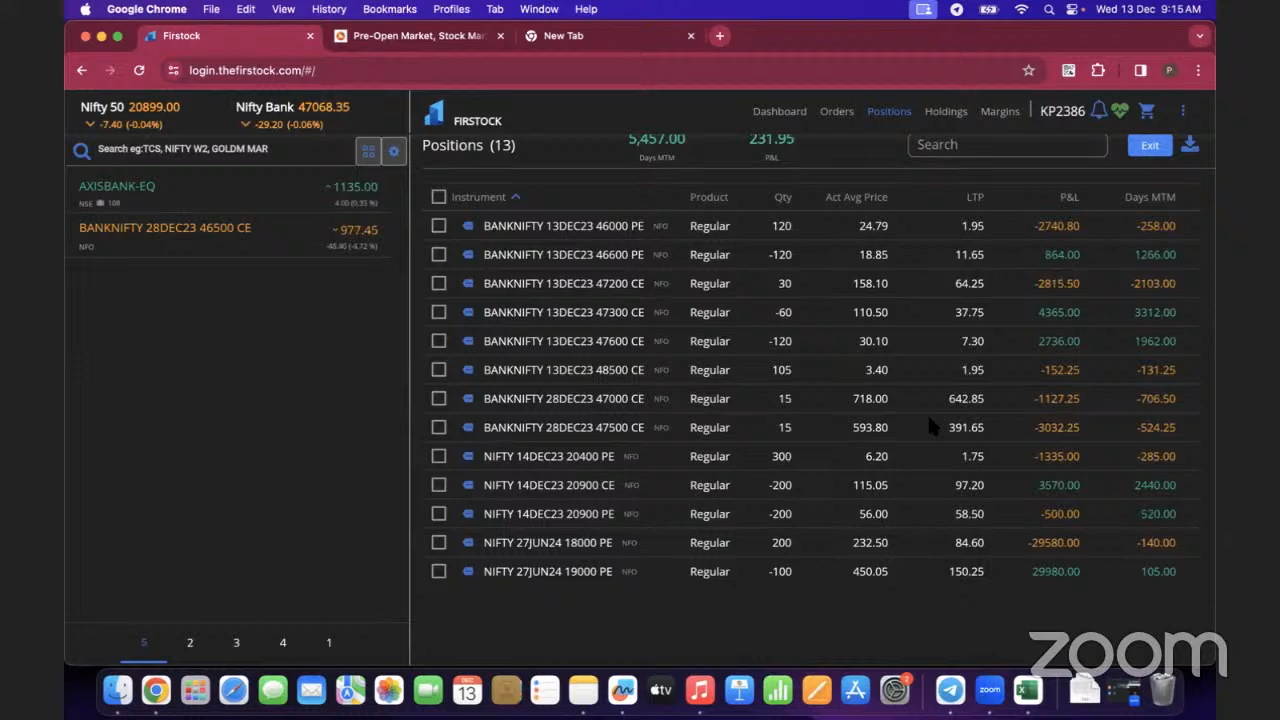 Google Chrome File Edit View History Bookmarks Profiles Tab Window Help Wed 13 Dec 9:15 AM
Firstock Pre-Open Market, Stock Mar New Tab
login.thefirstock.com/#/ P
Nifty 50 20899.00 Nifty Bank 47068.35
-7.40 (-0.04%) -29.20 (-0.06%)
FIRSTOCK Dashboard Orders Positions Holdings Margins KP2386
Search eg:TCS, NIFTY W2, GOLDM MAR
Positions (13) 5,457.00 231.95 Search Exit
Days MTM P&L
AXISBANK-EQ 1135.00
NSE 108 4.00 (0.35 %)
BANKNIFTY 28DEC23 46500 CE 977.45
NFO -48.40 (-4.72 %)
Instrument Product Qty Act Avg Price LTP P&L Days MTM
BANKNIFTY 13DEC23 46000 PE NFO Regular 120 24.79 1.95 -2740.80 -258.00
BANKNIFTY 13DEC23 46600 PE NFO Regular -120 18.85 11.65 864.00 1266.00
BANKNIFTY 13DEC23 47200 CE NFO Regular 30 158.10 64.25 -2815.50 -2103.00
BANKNIFTY 13DEC23 47300 CE NFO Regular -60 110.50 37.75 4365.00 3312.00
BANKNIFTY 13DEC23 47600 CE NFO Regular -120 30.10 7.30 2736.00 1962.00
BANKNIFTY 13DEC23 48500 CE NFO Regular 105 3.40 1.95 -152.25 -131.25
BANKNIFTY 28DEC23 47000 CE NFO Regular 15 718.00 642.85 -1127.25 -706.50
BANKNIFTY 28DEC23 47500 CE NFO Regular 15 593.80 391.65 -3032.25 -524.25
NIFTY 14DEC23 20400 PE NFO Regular 300 6.20 1.75 -1335.00 -285.00
NIFTY 14DEC23 20900 CE NFO Regular -200 115.05 97.20 3570.00 2440.00
NIFTY 14DEC23 20900 PE NFO Regular -200 56.00 58.50 -500.00 520.00
NIFTY 27JUN24 18000 PE NFO Regular 200 232.50 84.60 -29580.00 -140.00
NIFTY 27JUN24 19000 PE NFO Regular -100 450.05 150.25 29980.00 105.00
5 2 3 4 1
zoom
DEC
13
tv
2
zoom